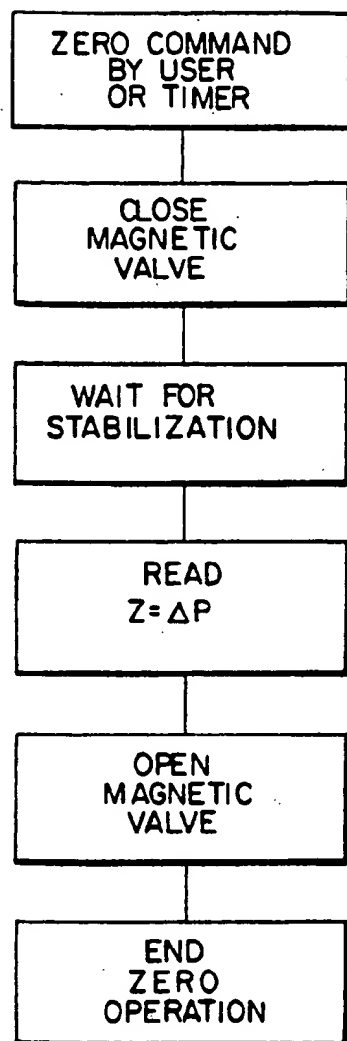 ZERO COMMAND
BY USER
OR TIMER
CLOSE
MAGNETIC
VALVE
WAIT FOR
STABILIZATION
READ
Z=ΔP
OPEN
MAGNETIC
VALVE
END
ZERO
OPERATION